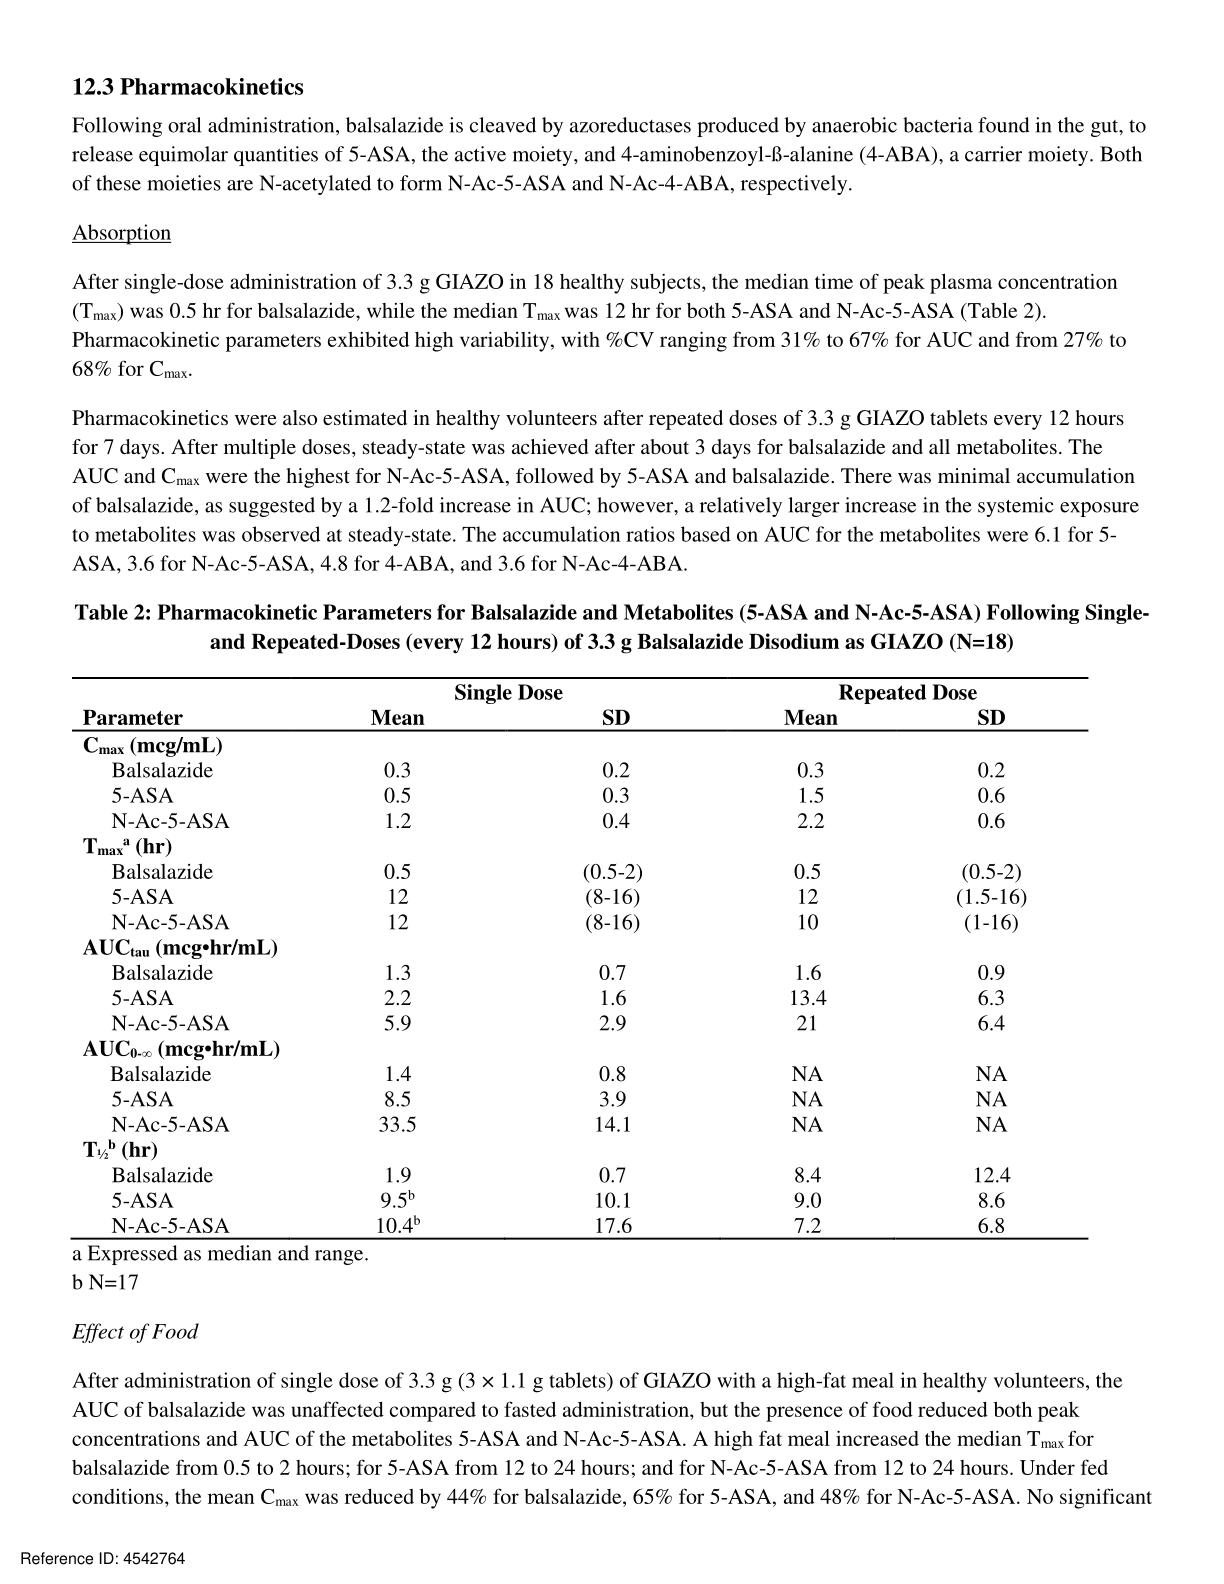 12.3 Pharmacokinetics
Following oral administration, balsalazide is cleaved by azoreductases produced by anaerobic bacteria found in the gut, to
release equimolar quantities of 5-ASA, the active moiety, and 4-aminobenzoyl-ß-alanine (4-ABA), a carrier moiety. Both
of these moieties are N-acetylated to form N-Ac-5-ASA and N-Ac-4-ABA, respectively.
Absorption
After single-dose administration of 3.3 g GIAZO in 18 healthy subjects, the median time of peak plasma concentration
(Tmax) was 0.5 hr for balsalazide, while the median Tmax was 12 hr for both 5-ASA and N-Ac-5-ASA (Table 2).
Pharmacokinetic parameters exhibited high variability, with %CV ranging from 31% to 67% for AUC and from 27% to
68% for Cmax.
Pharmacokinetics were also estimated in healthy volunteers after repeated doses of 3.3 g GIAZO tablets every 12 hours
for 7 days. After multiple doses, steady-state was achieved after about 3 days for balsalazide and all metabolites. The
AUC and Cmax were the highest for N-Ac-5-ASA, followed by 5-ASA and balsalazide. There was minimal accumulation
of balsalazide, as suggested by a 1.2-fold increase in AUC; however, a relatively larger increase in the systemic exposure
to metabolites was observed at steady-state. The accumulation ratios based on AUC for the metabolites were 6.1 for 5-
ASA, 3.6 for N-Ac-5-ASA, 4.8 for 4-ABA, and 3.6 for N-Ac-4-ABA.
Table 2: Pharmacokinetic Parameters for Balsalazide and Metabolites (5-ASA and N-Ac-5-ASA) Following Single-
and Repeated-Doses (every 12 hours) of 3.3 g Balsalazide Disodium as GIAZO (N=18)
Single Dose Repeated Dose
Parameter Mean SD Mean SD
Cmax (mcg/mL)
Balsalazide 0.3 0.2 0.3 0.2
5-ASA 0.5 0.3 1.5 0.6
N-Ac-5-ASA 1.2 0.4 2.2 0.6
Tmaxᵃ (hr)
Balsalazide 0.5 (0.5-2) 0.5 (0.5-2)
5-ASA 12 (8-16) 12 (1.5-16)
N-Ac-5-ASA 12 (8-16) 10 (1-16)
AUCtau (mcg•hr/mL)
Balsalazide 1.3 0.7 1.6 0.9
5-ASA 2.2 1.6 13.4 6.3
N-Ac-5-ASA 5.9 2.9 21 6.4
AUC0-∞ (mcg•hr/mL)
Balsalazide 1.4 0.8 NA NA
5-ASA 8.5 3.9 NA NA
N-Ac-5-ASA 33.5 14.1 NA NA
T½ᵇ (hr)
Balsalazide 1.9 0.7 8.4 12.4
5-ASA 9.5ᵇ 10.1 9.0 8.6
N-Ac-5-ASA 10.4ᵇ 17.6 7.2 6.8
a Expressed as median and range.
b N=17
Effect of Food
After administration of single dose of 3.3 g (3 × 1.1 g tablets) of GIAZO with a high-fat meal in healthy volunteers, the
AUC of balsalazide was unaffected compared to fasted administration, but the presence of food reduced both peak
concentrations and AUC of the metabolites 5-ASA and N-Ac-5-ASA. A high fat meal increased the median Tmax for
balsalazide from 0.5 to 2 hours; for 5-ASA from 12 to 24 hours; and for N-Ac-5-ASA from 12 to 24 hours. Under fed
conditions, the mean Cmax was reduced by 44% for balsalazide, 65% for 5-ASA, and 48% for N-Ac-5-ASA. No significant
Reference ID: 4542764